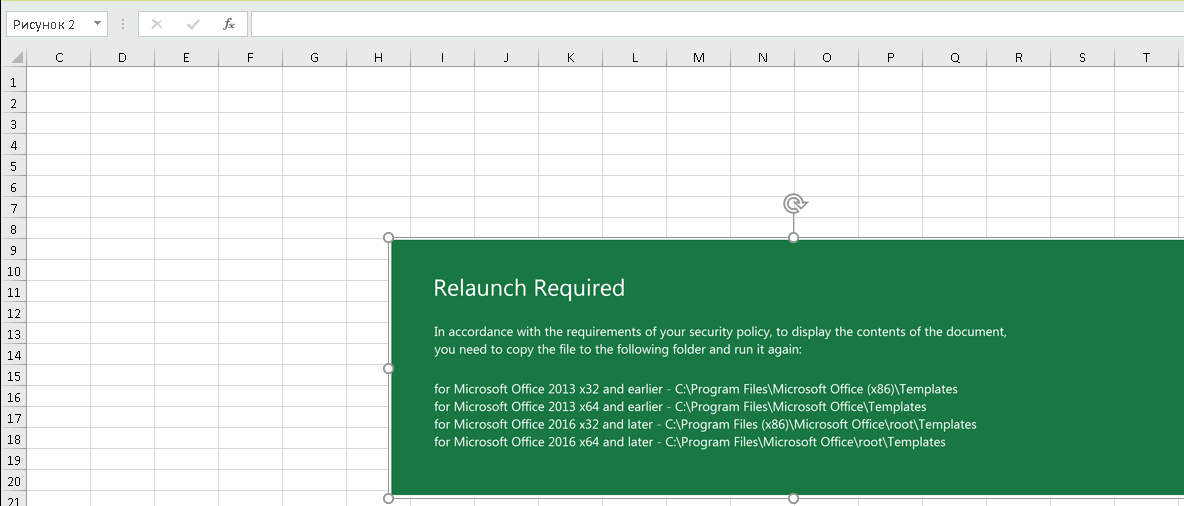 Рисунок 2
fx
C D E F G H I J K L M N O P Q R S T
1
2
3
4
5
6
7
8
9
10
11
12
13
14
15
16
17
18
19
20
21
Relaunch Required
In accordance with the requirements of your security policy, to display the contents of the document,
you need to copy the file to the following folder and run it again:
for Microsoft Office 2013 x32 and earlier - C:\Program Files\Microsoft Office (x86)\Templates
for Microsoft Office 2013 x64 and earlier - C:\Program Files\Microsoft Office\Templates
for Microsoft Office 2016 x32 and later - C:\Program Files (x86)\Microsoft Office\root\Templates
for Microsoft Office 2016 x64 and later - C:\Program Files\Microsoft Office\root\Templates